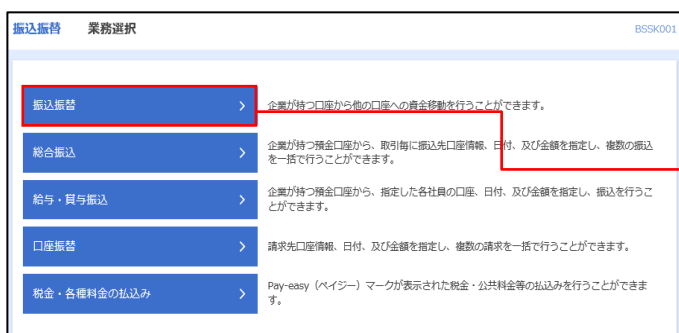 振込振替 業務選択 BSSK001
振込振替
企業が持つ口座から他の口座への資金移動を行うことができます。
総合振込
企業が持つ預金口座から、取引毎に振込先口座情報、日付、及び金額を指定し、複数の振込
を一括で行うことができます。
給与・賞与振込
企業が持つ預金口座から、指定した各社員の口座、日付、及び金額を指定し、振込を行うこ
とができます。
口座振替
請求先口座情報、日付、及び金額を指定し、複数の請求を一括で行うことができます。
税金・各種料金の払込み
Pay-easy（ペイジー）マークが表示された税金・公共料金等の払込みを行うことができま
す。